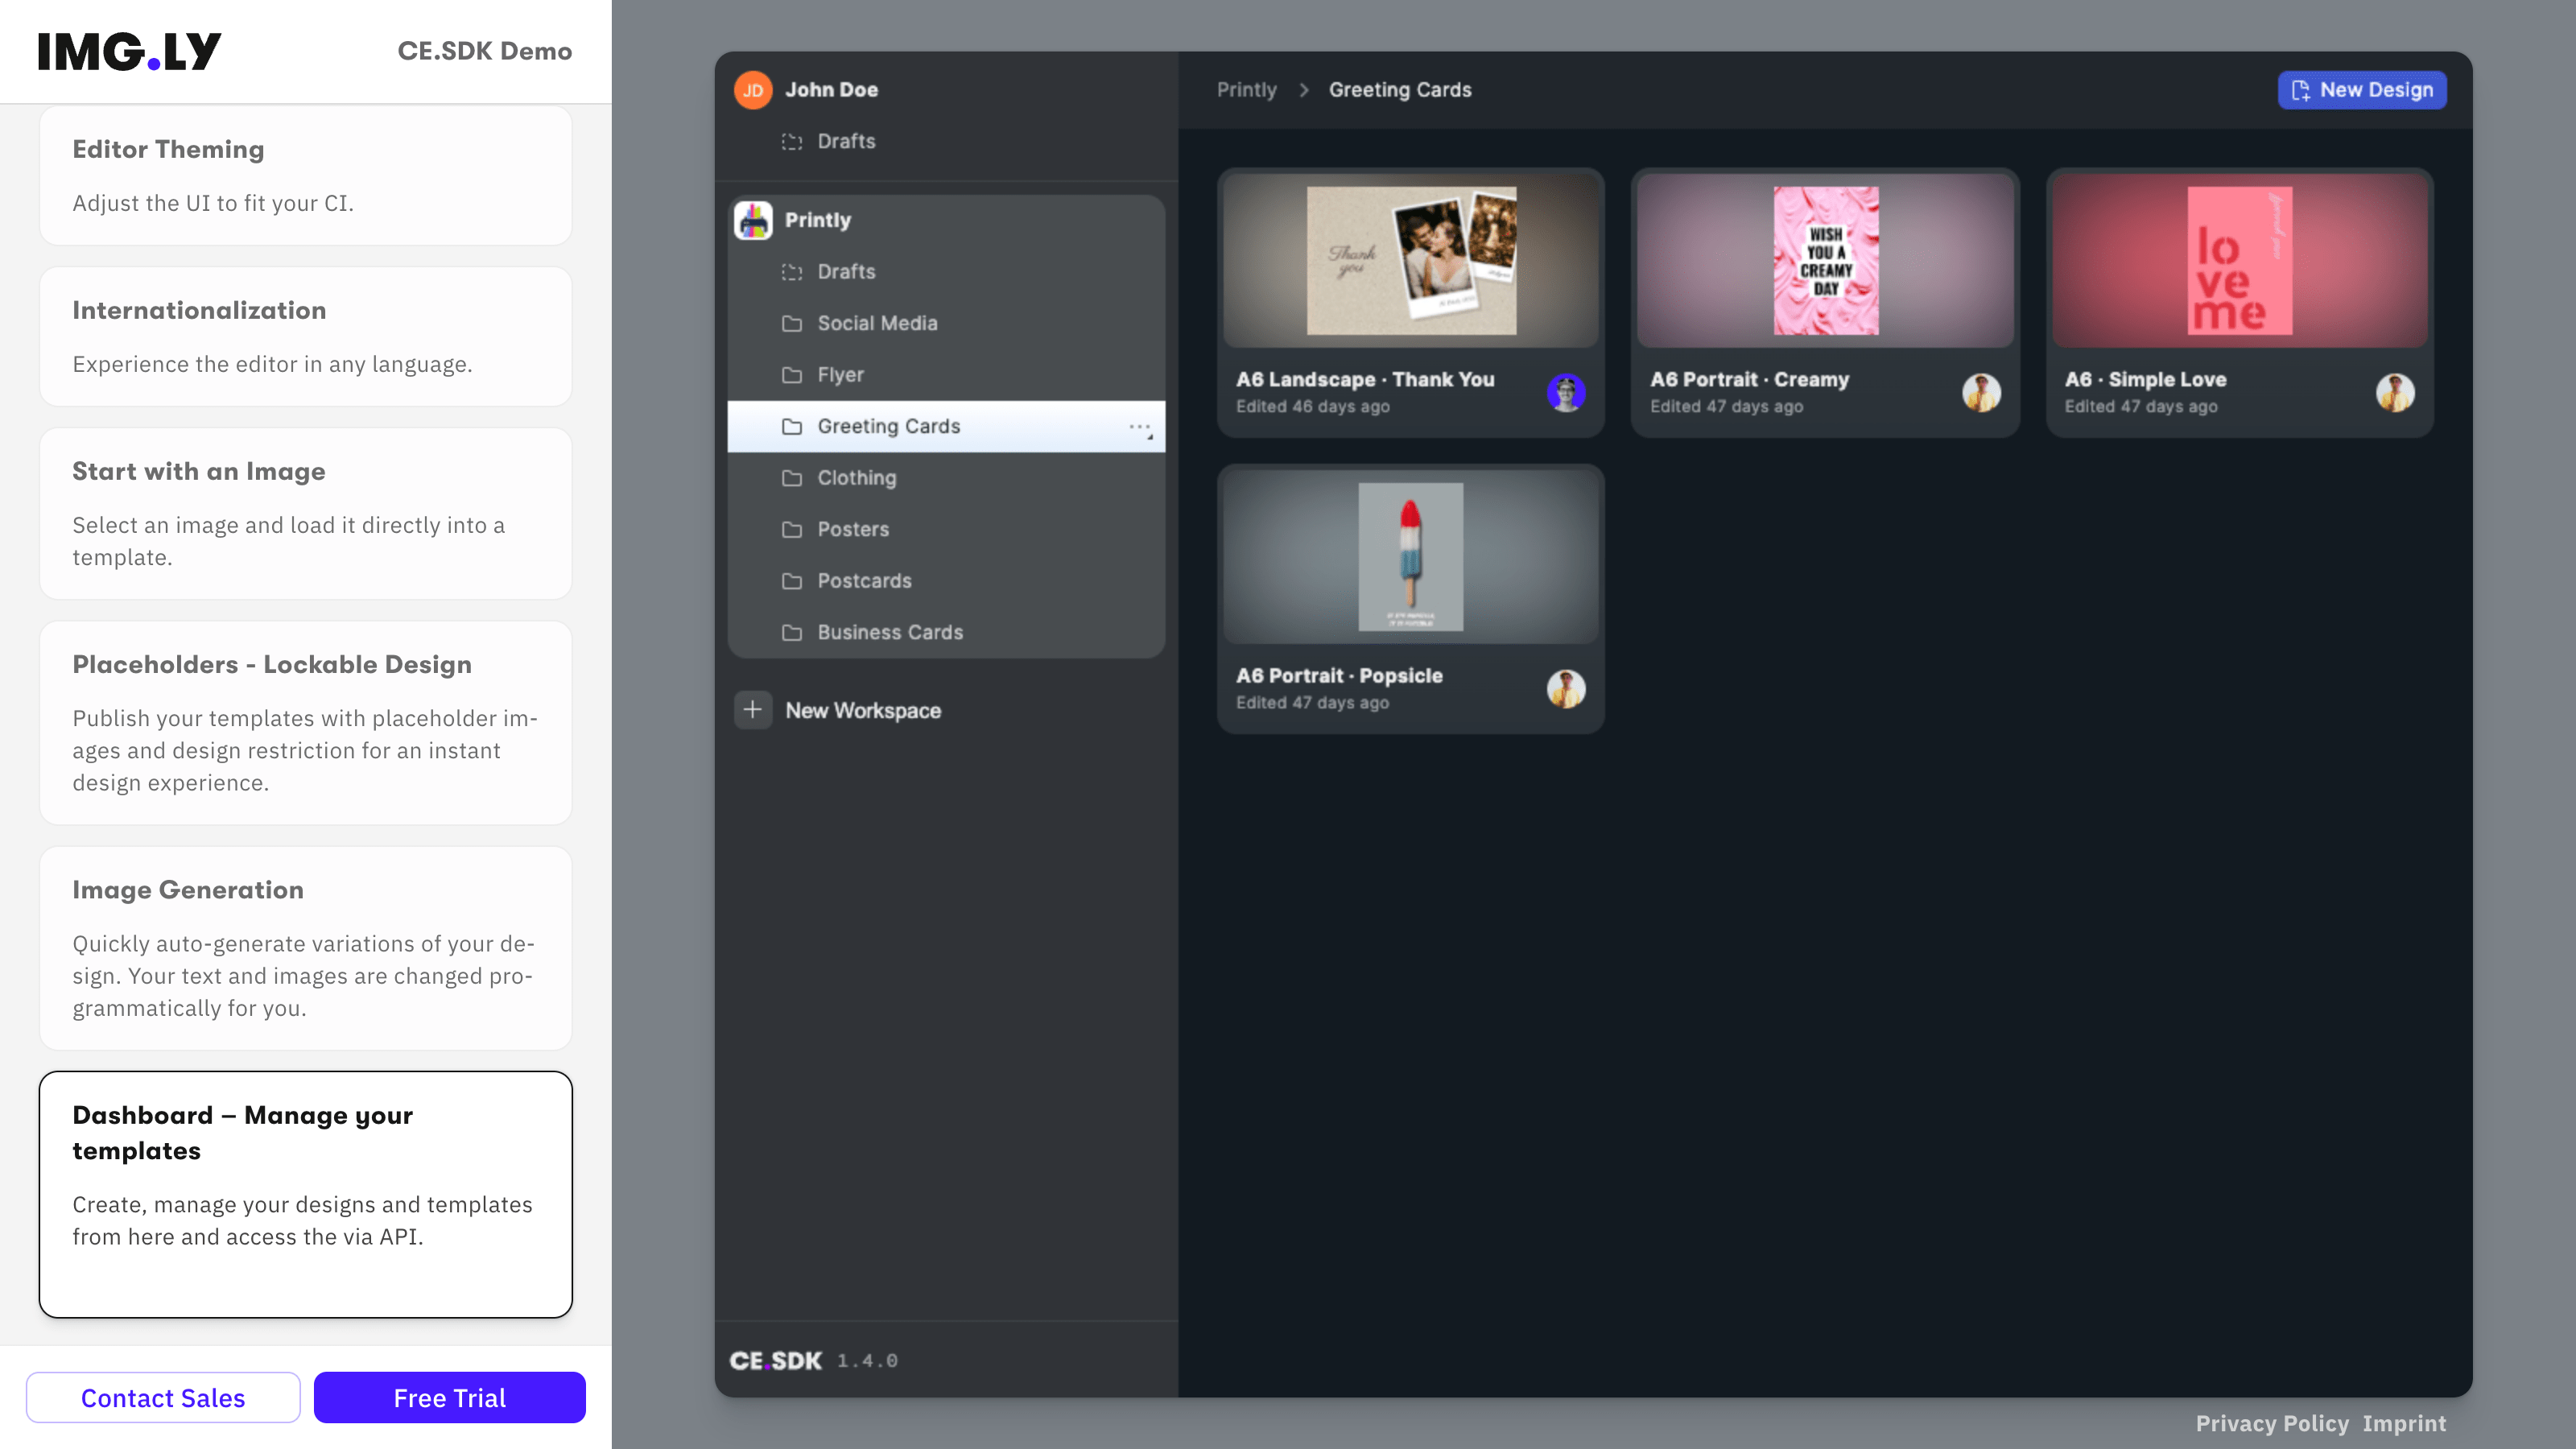 IMG.LY
CE.SDK Demo
Editor Theming
Adjust the UI to fit your CI.
Internationalization
Experience the editor in any language.
Start with an Image
Select an image and load it directly into a
template.
Placeholders - Lockable Design
Publish your templates with placeholder im-
ages and design restriction for an instant
design experience.
Image Generation
Quickly auto-generate variations of your de-
sign. Your text and images are changed pro-
grammatically for you.
Dashboard – Manage your
templates
Create, manage your designs and templates
from here and access the via API.
Contact Sales
Free Trial
JD
John Doe
Drafts
Printly
Drafts
Social Media
Flyer
Greeting Cards
Clothing
Posters
Postcards
Business Cards
New Workspace
CE.SDK 1.4.0
Printly > Greeting Cards
New Design
Thank
you
A6 Landscape · Thank You
Edited 46 days ago
WISH
YOU A
CREAMY
DAY
A6 Portrait · Creamy
Edited 47 days ago
lo
ve
me
A6 · Simple Love
Edited 47 days ago
A6 Portrait · Popsicle
Edited 47 days ago
Privacy Policy
Imprint